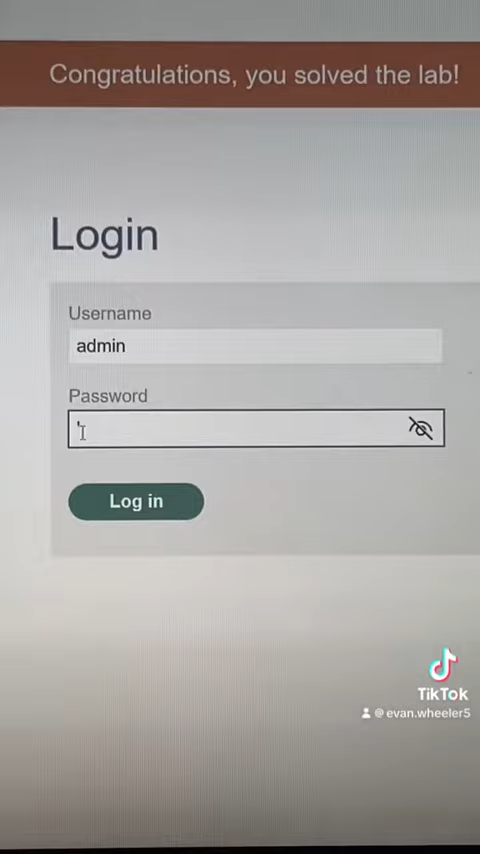 Congratulations, you solved the lab!
Login
Username
admin
Password
'
Log in
TikTok
@evan.wheeler5